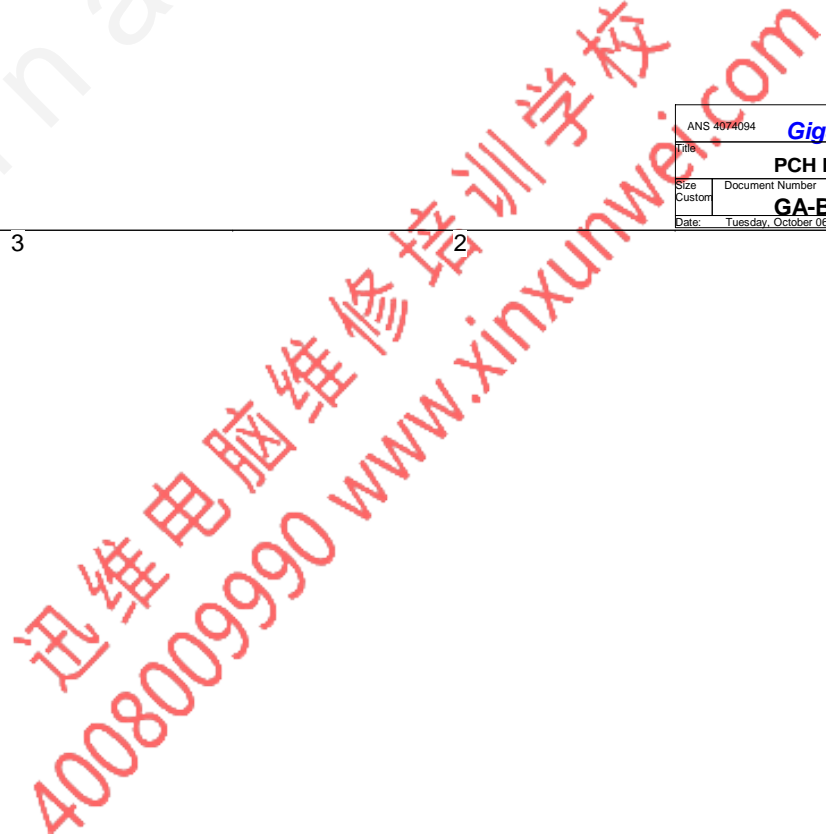 ANS 4074094 Gig
Title
PCH
Size
Custom
Document Number
GA-
Date: Tuesday, October 06
3
2
迅维电脑维修培训学校
4008009990 www.xinxunwei.com